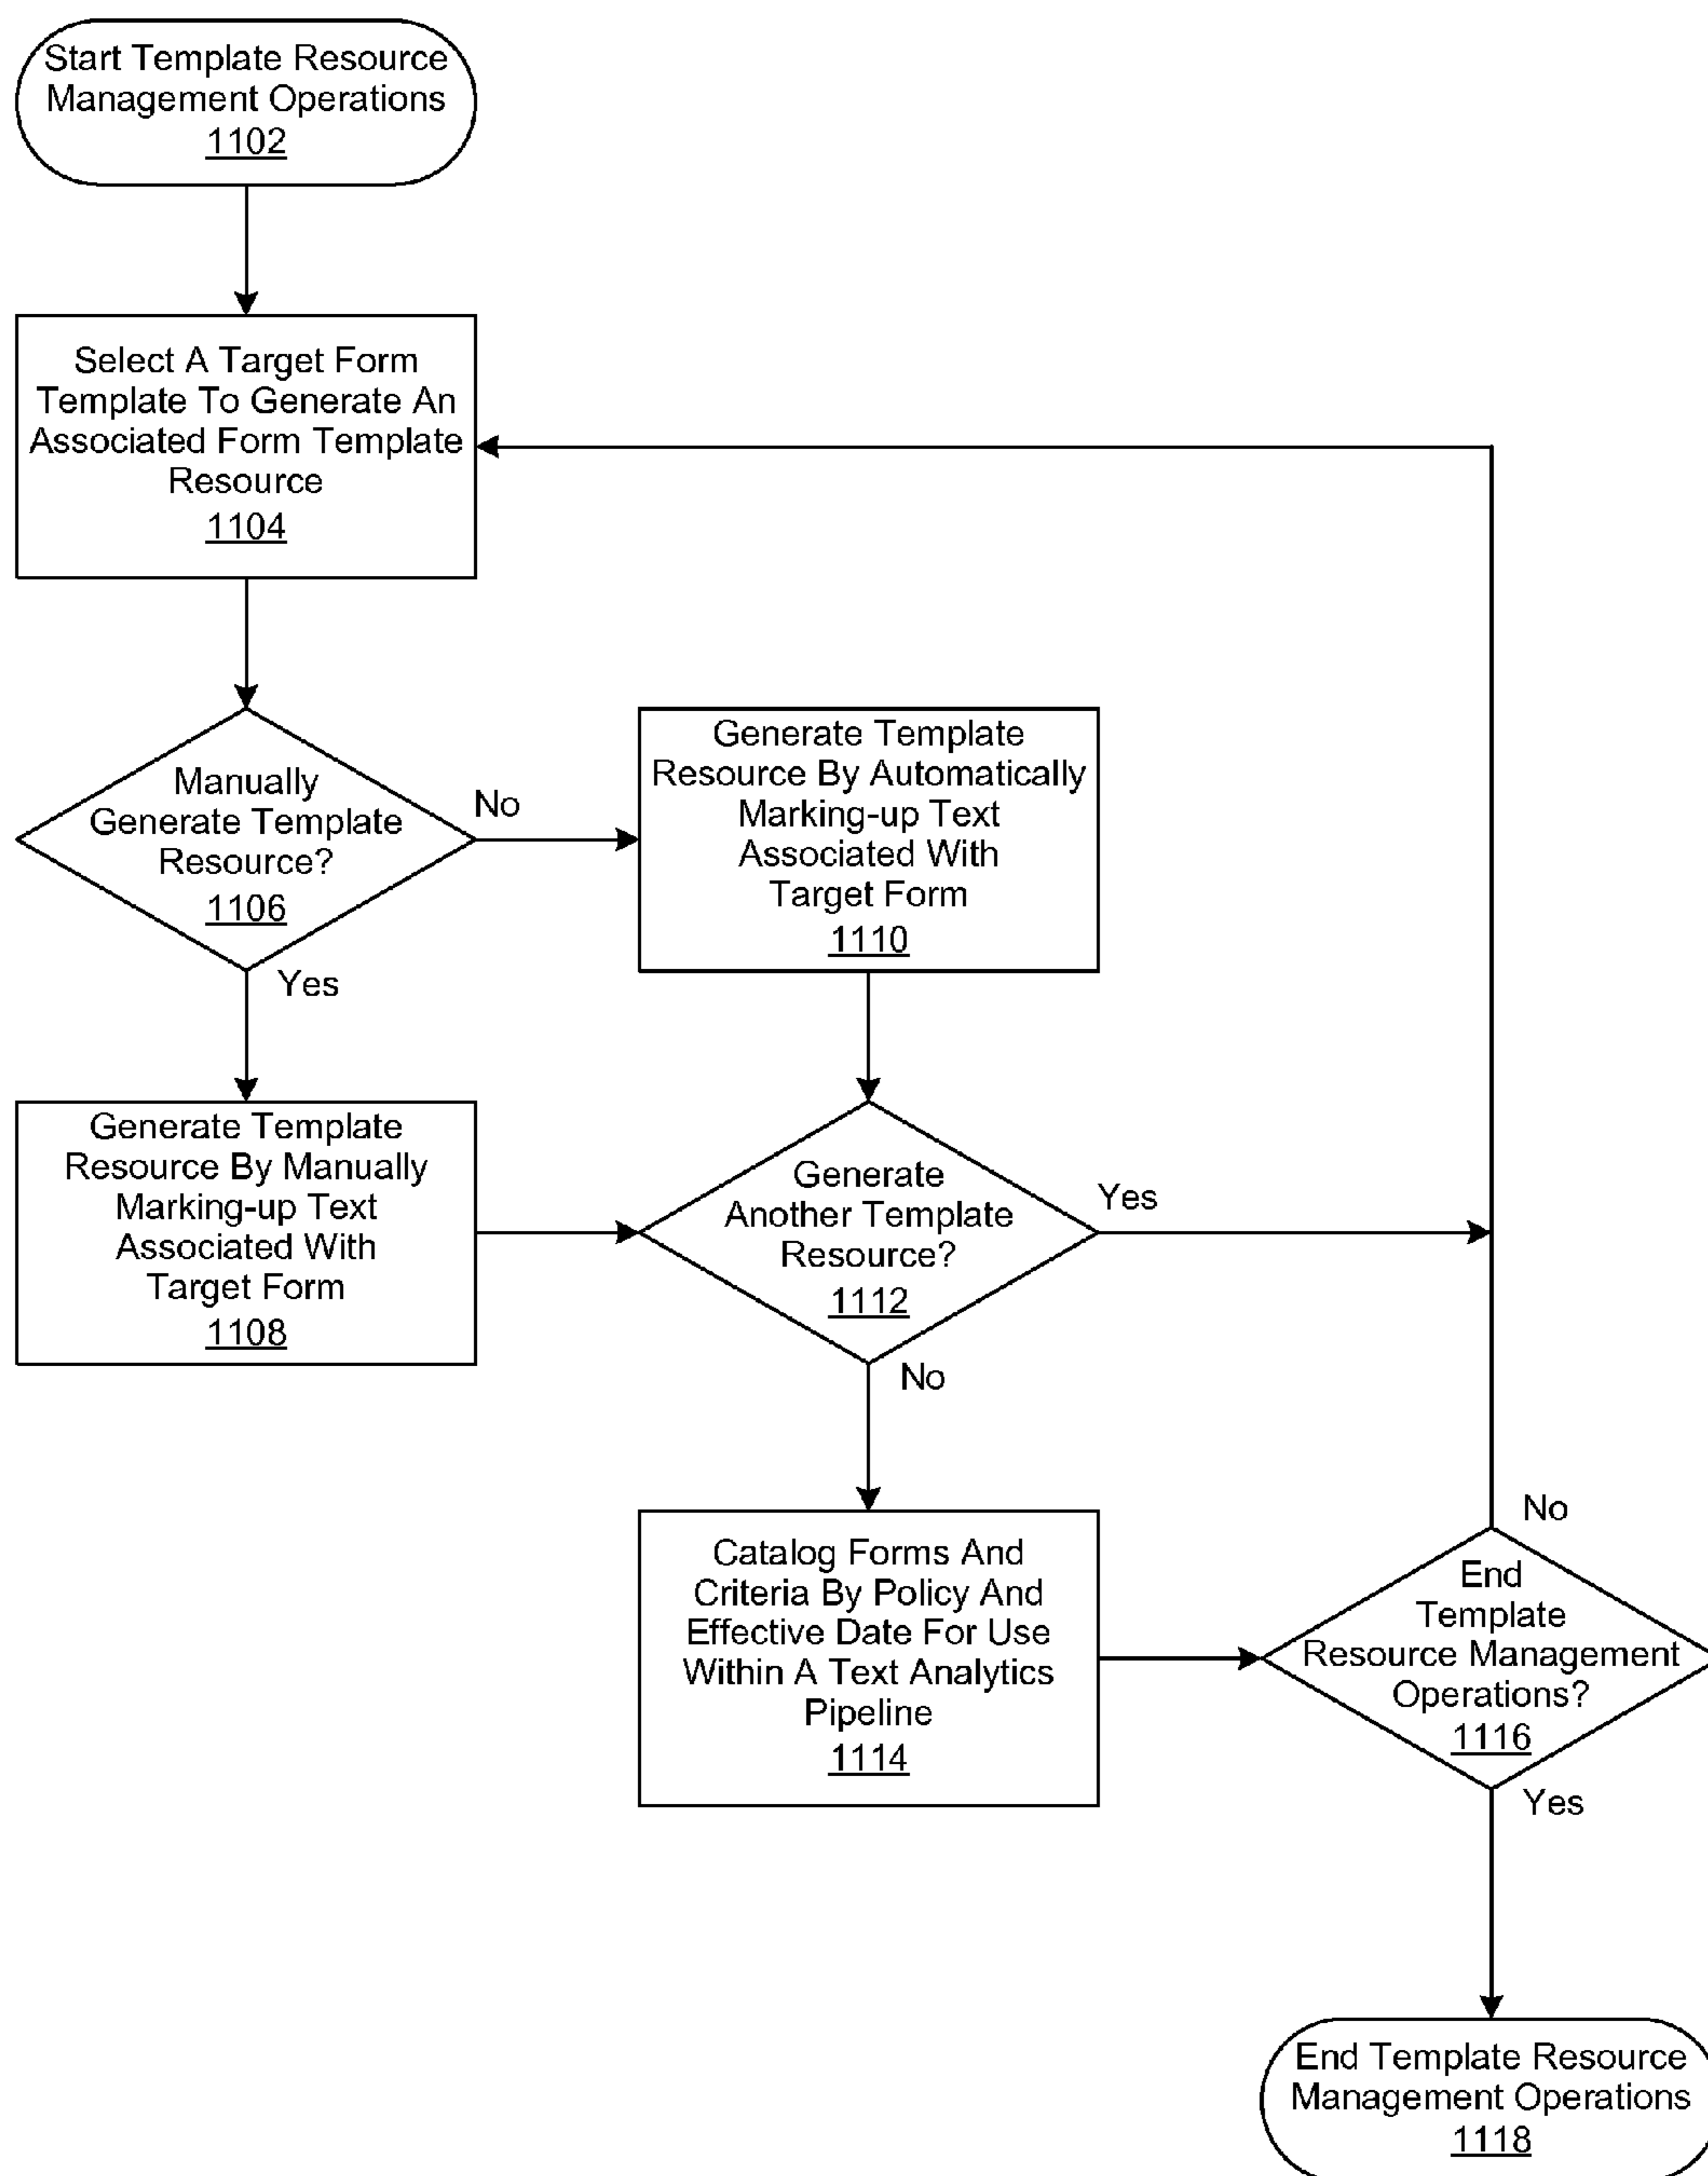 Start Template Resource
Management Operations
1102
Select A Target Form
Template To Generate An
Associated Form Template
Resource
1104
Manually
Generate Template
Resource?
1106
No
Yes
Generate Template
Resource By Automatically
Marking-up Text
Associated With
Target Form
1110
Generate Template
Resource By Manually
Marking-up Text
Associated With
Target Form
1108
Generate
Another Template
Resource?
1112
Yes
No
Catalog Forms And
Criteria By Policy And
Effective Date For Use
Within A Text Analytics
Pipeline
1114
No
End
Template
Resource Management
Operations?
1116
Yes
End Template Resource
Management Operations
1118